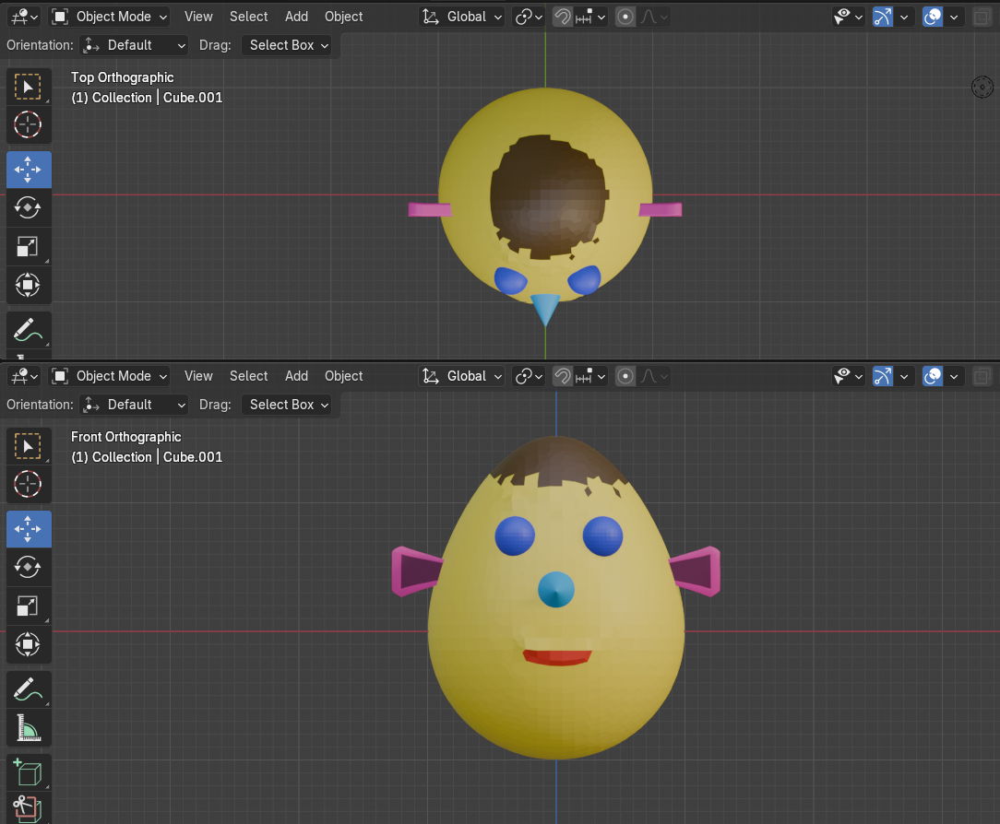 Object Mode View Select Add Object Global
Orientation: Default Drag: Select Box
Top Orthographic
(1) Collection | Cube.001
Object Mode View Select Add Object Global
Orientation: Default Drag: Select Box
Front Orthographic
(1) Collection | Cube.001